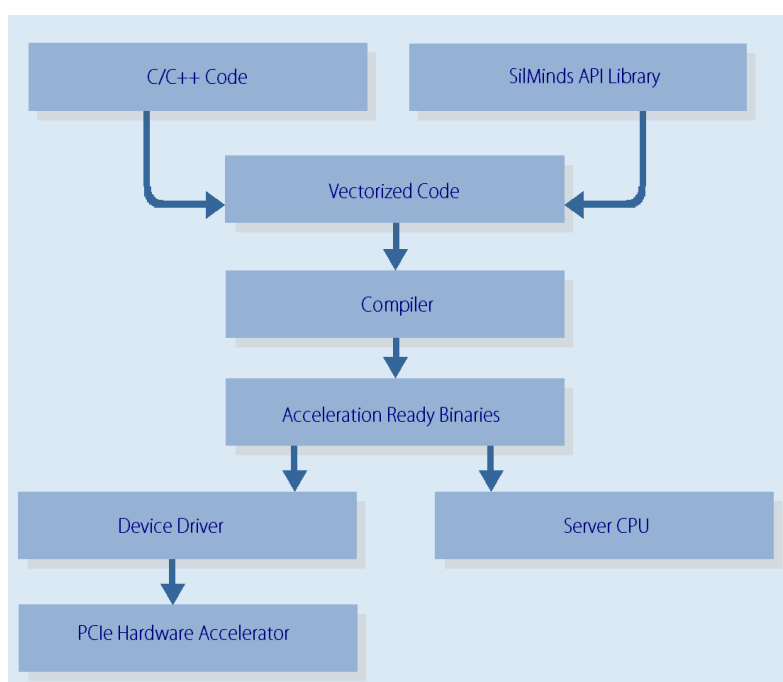 C/C++ Code
SilMinds API Library
Vectorized Code
Compiler
Acceleration Ready Binaries
Device Driver
Server CPU
PCIe Hardware Accelerator